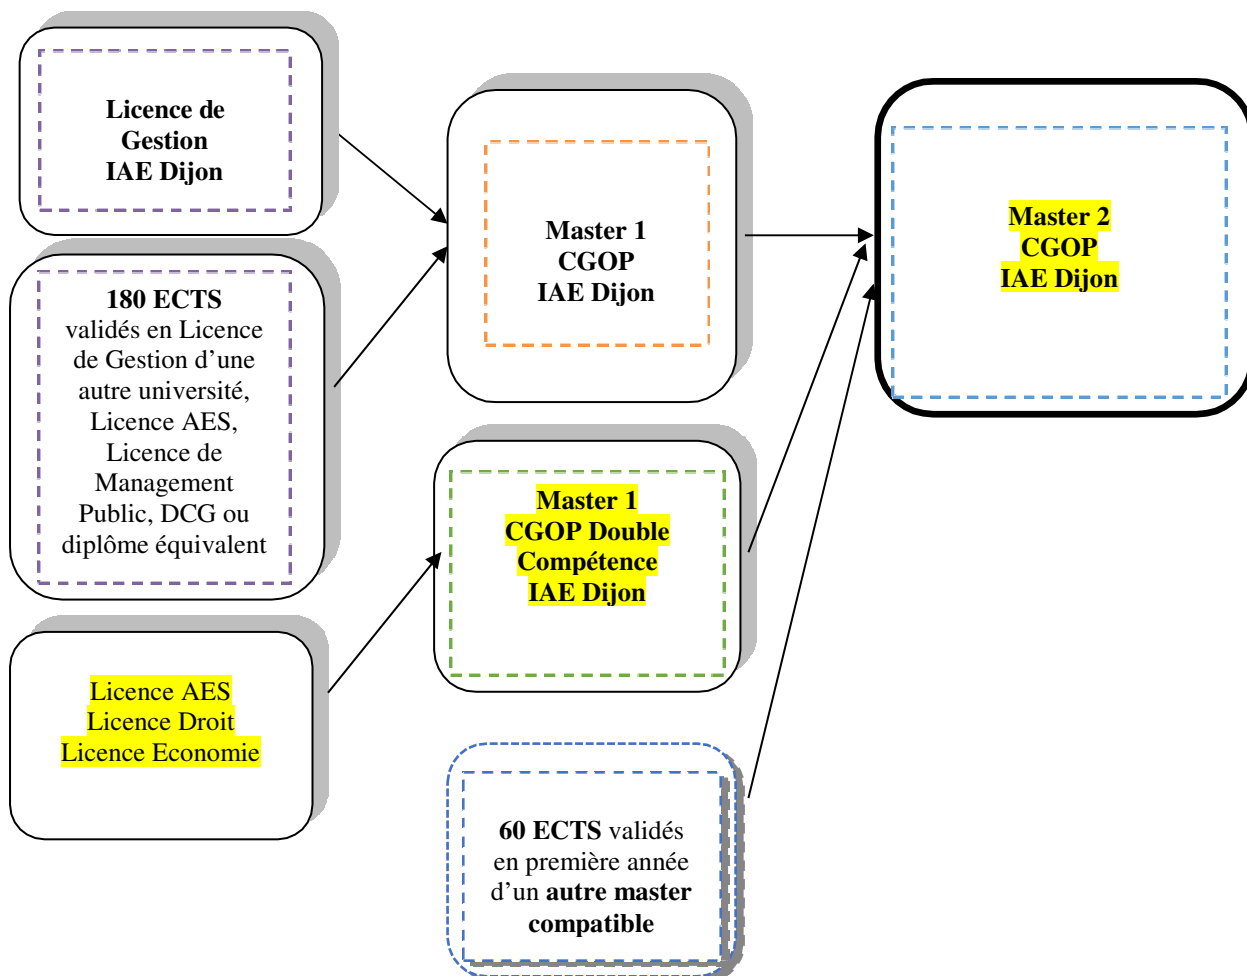 Licence de
Gestion
IAE Dijon
180 ECTS
validés en Licence
de Gestion d’une
autre université,
Licence AES,
Licence de
Management
Public, DCG ou
diplôme équivalent
Licence AES
Licence Droit
Licence Economie
Master 1
CGOP
IAE Dijon
Master 1
CGOP Double
Compétence
IAE Dijon
60 ECTS validés
en première année
d’un autre master
compatible
Master 2
CGOP
IAE Dijon